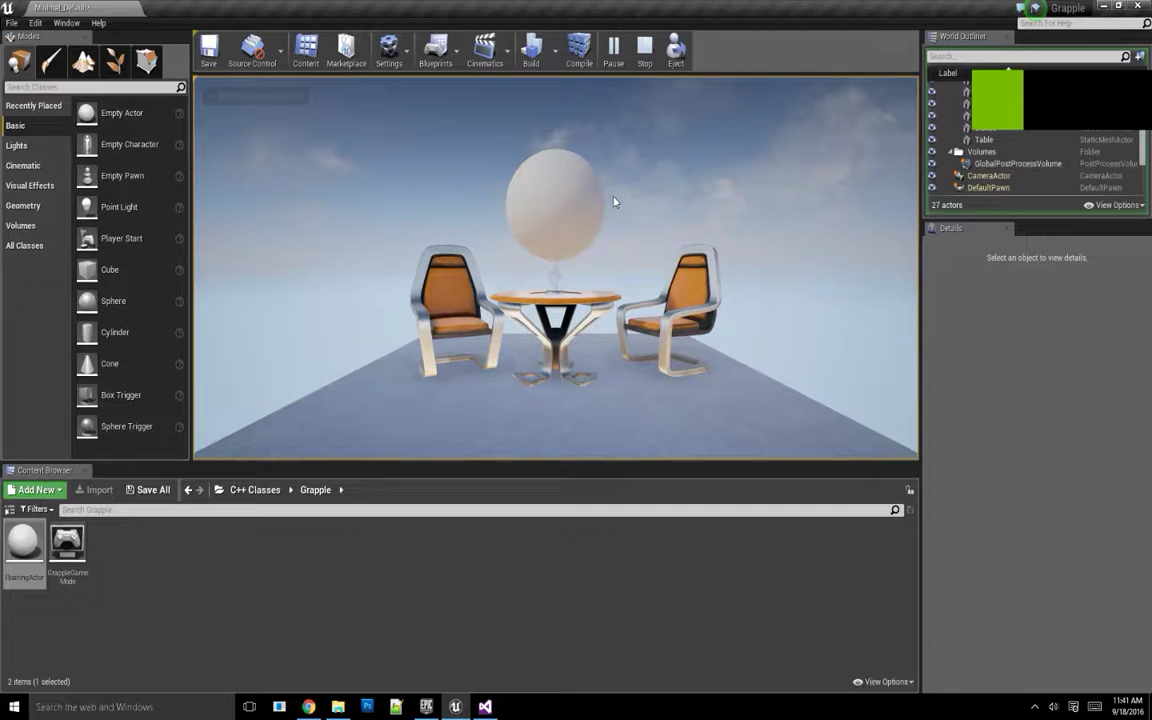 Minimal_Default*
Grapple
File Edit Window Help
Search For Help
Modes
World Outliner
Search Classes
Save
Source Control
Content
Marketplace
Settings
Blueprints
Cinematics
Build
Compile
Pause
Stop
Eject
Search...
Label
Recently Placed
Basic
Lights
Cinematic
Visual Effects
Geometry
Volumes
All Classes
Empty Actor
Empty Character
Empty Pawn
Point Light
Player Start
Cube
Sphere
Cylinder
Cone
Box Trigger
Sphere Trigger
Table StaticMeshActor
Volumes Folder
GlobalPostProcessVolume PostProcessVolu
CameraActor CameraActor
DefaultPawn DefaultPawn
27 actors
View Options
Details
Select an object to view details.
Content Browser
Add New
Import
Save All
C++ Classes
Grapple
Filters
Search Grapple
FloatingActor
GrappleGame
Mode
2 items (1 selected)
View Options
Search the web and Windows
EPIC
11:41 AM
9/18/2016